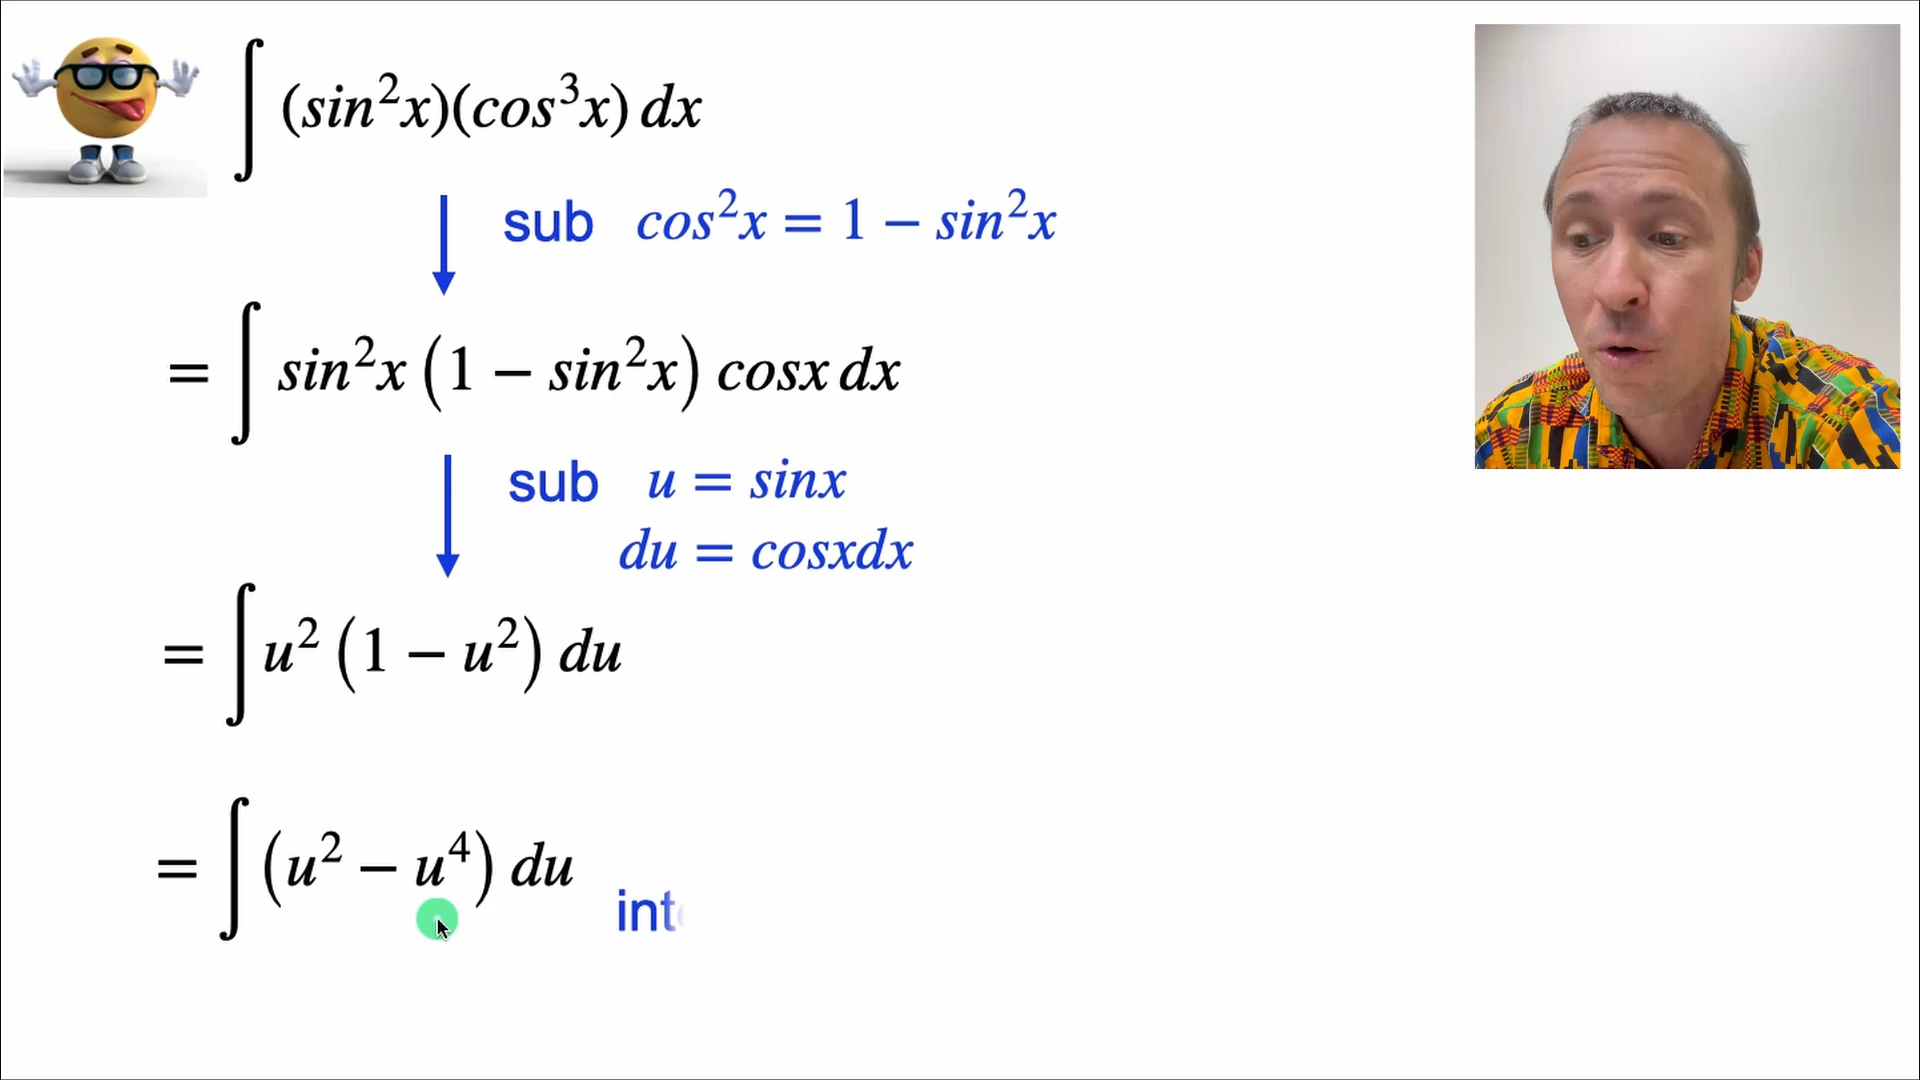 ∫ (sin²x)(cos³x) dx
sub cos²x = 1 − sin²x
= ∫ sin²x (1 − sin²x) cosx dx
sub u = sinx
du = cosxdx
= ∫ u² (1 − u²) du
= ∫ (u² − u⁴) du
int